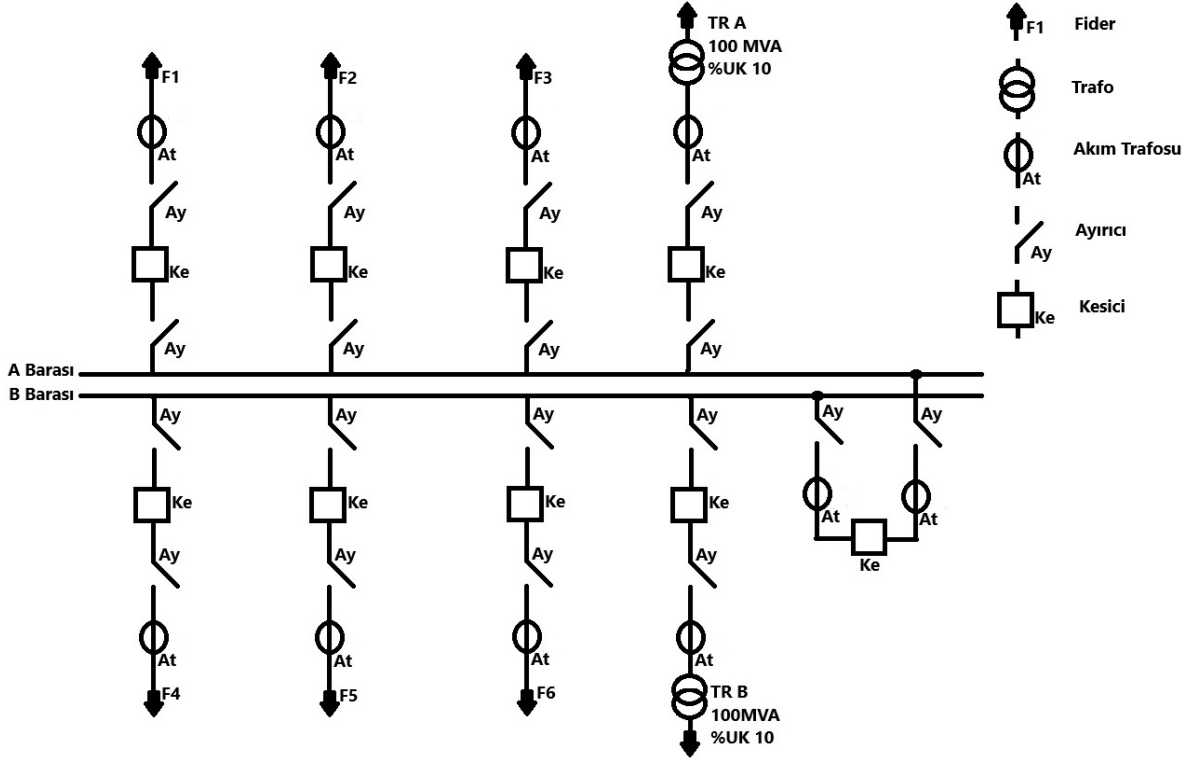 TR A
100 MVA
%UK 10
F1
F2
F3
At
At
At
At
Ay
Ay
Ay
Ay
Ke
Ke
Ke
Ke
Ay
Ay
Ay
Ay
A Barası
B Barası
Ay
Ay
Ay
Ay
Ay
Ay
Ke
Ke
Ke
Ke
At
At
Ke
Ay
Ay
Ay
Ay
At
At
At
At
F4
F5
F6
TR B
100MVA
%UK 10
F1
Fider
Trafo
Akım Trafosu
At
Ayırıcı
Ay
Kesici
Ke